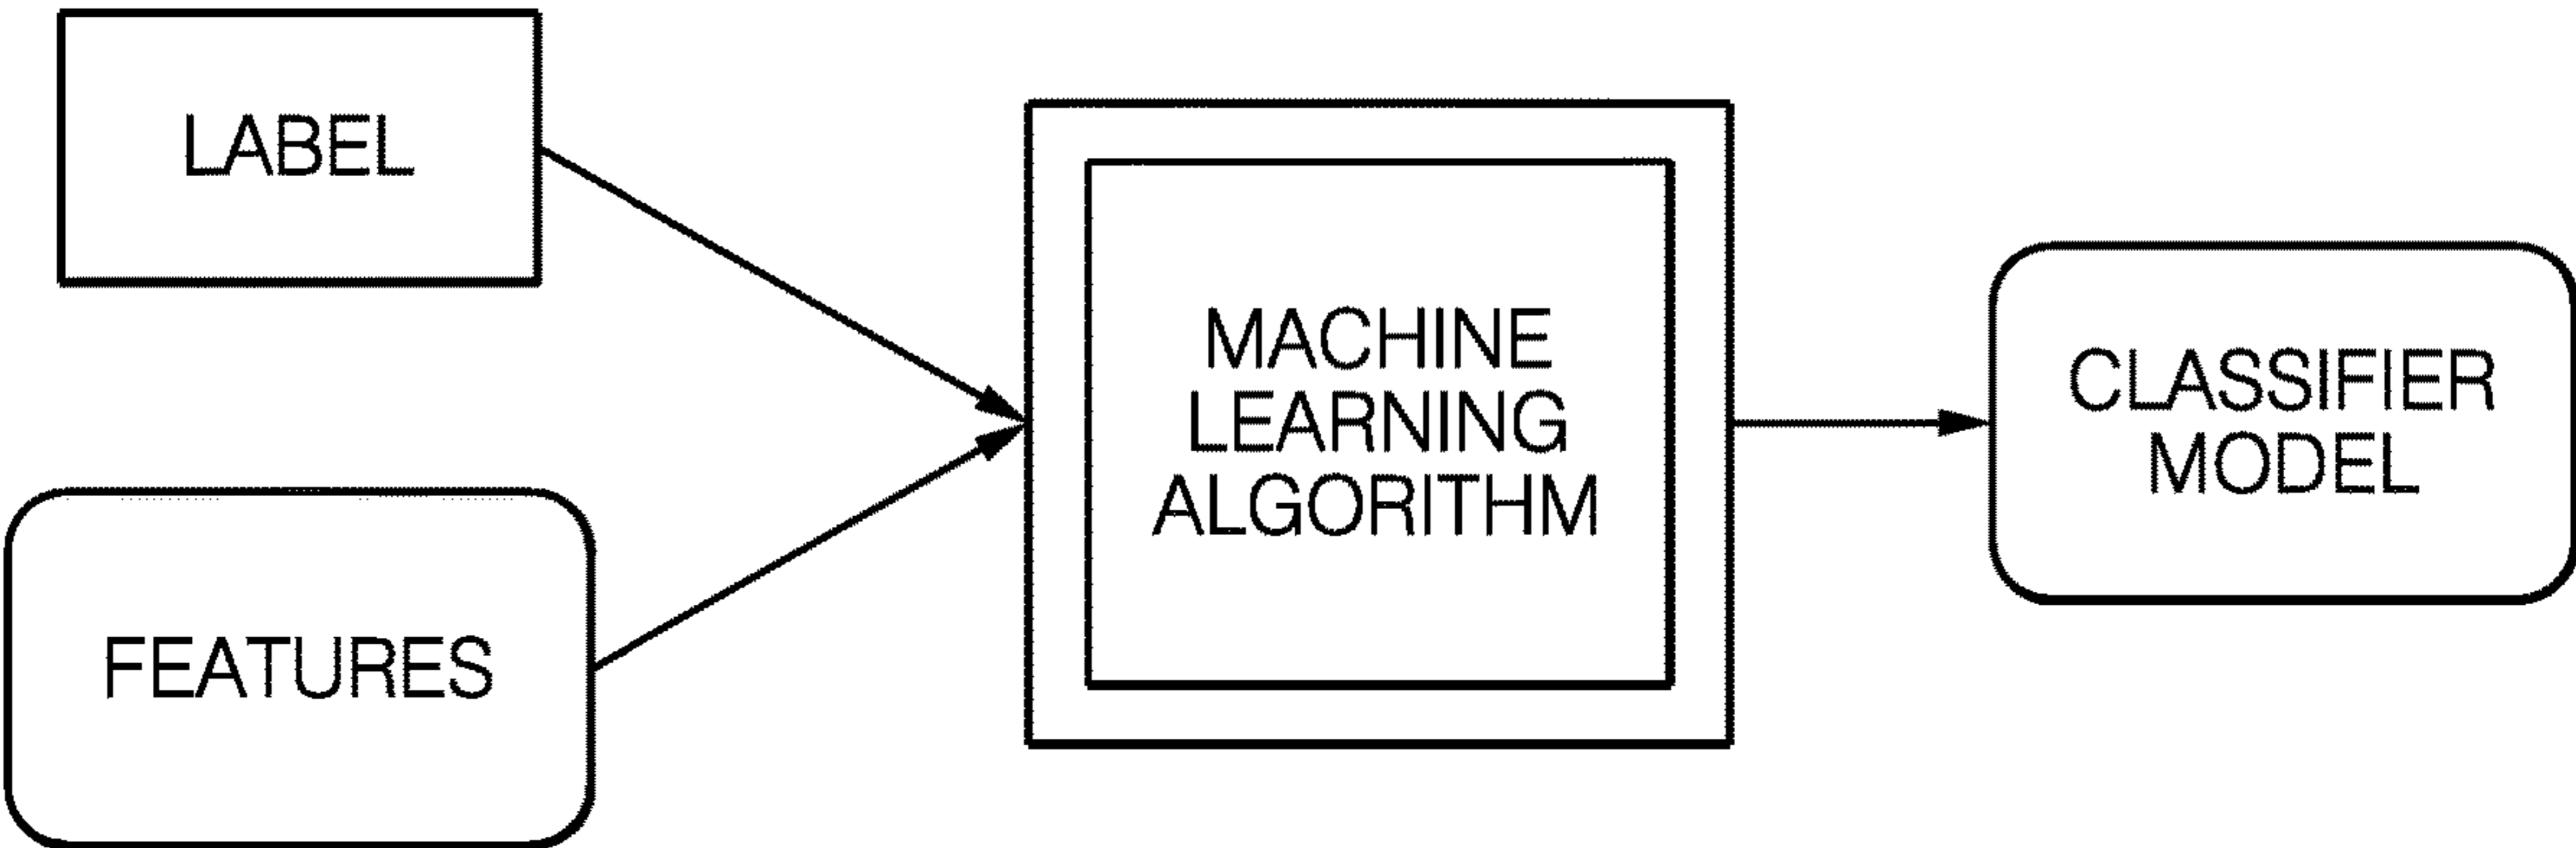 LABEL
FEATURES
MACHINE
LEARNING
ALGORITHM
CLASSIFIER
MODEL